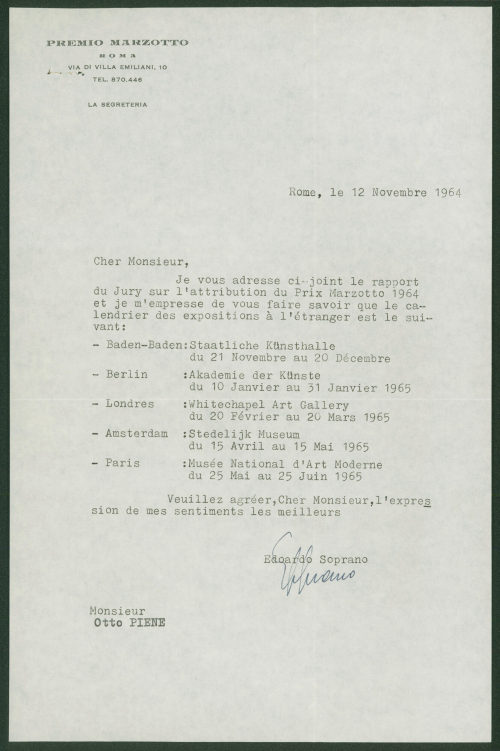 PREMIO MARZOTTO
ROMA
VIA DI VILLA EMILIANI, 10
TEL. 870.446
LA SEGRETERIA
Rome, le 12 Novembre 1964
Cher Monsieur,
Je vous adresse ci-joint le rapport
du Jury sur l'atttribution du Prix Marzotto 1964
et je m'empresse de vous faire savoir que le ca-
lendrier des expositions à l'étranger est le sui-
vant:
- Baden-Baden:Staatliche Künsthalle
du 21 Novembre au 20 Décembre
- Berlin :Akademie der Künste
du 10 Janvier au 31 Janvier 1965
- Londres :Whitechapel Art Gallery
du 20 Février au 20 Mars 1965
- Amsterdam :Stedelijk Museum
du 15 Avril au 15 Mai 1965
- Paris :Musée National d'Art Moderne
du 25 Mai au 25 Juin 1965
Veuillez agréer,Cher Monsieur,l'expres
sion de mes sentiments les meilleurs
Edoardo Soprano
Monsieur
Otto PIENE